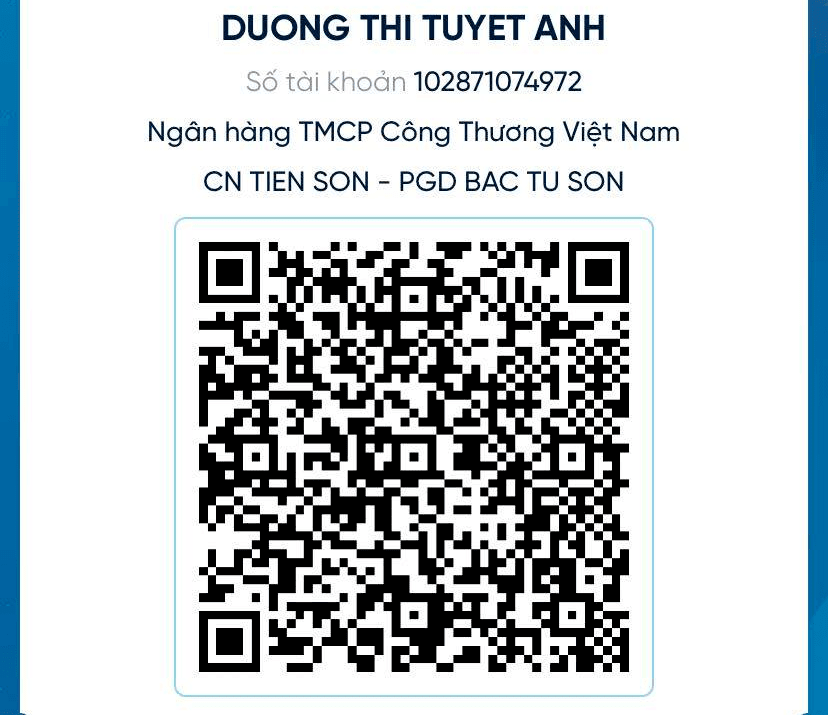 DUONG THI TUYET ANH
Số tài khoản 102871074972
Ngân hàng TMCP Công Thương Việt Nam
CN TIEN SON - PGD BAC TU SON